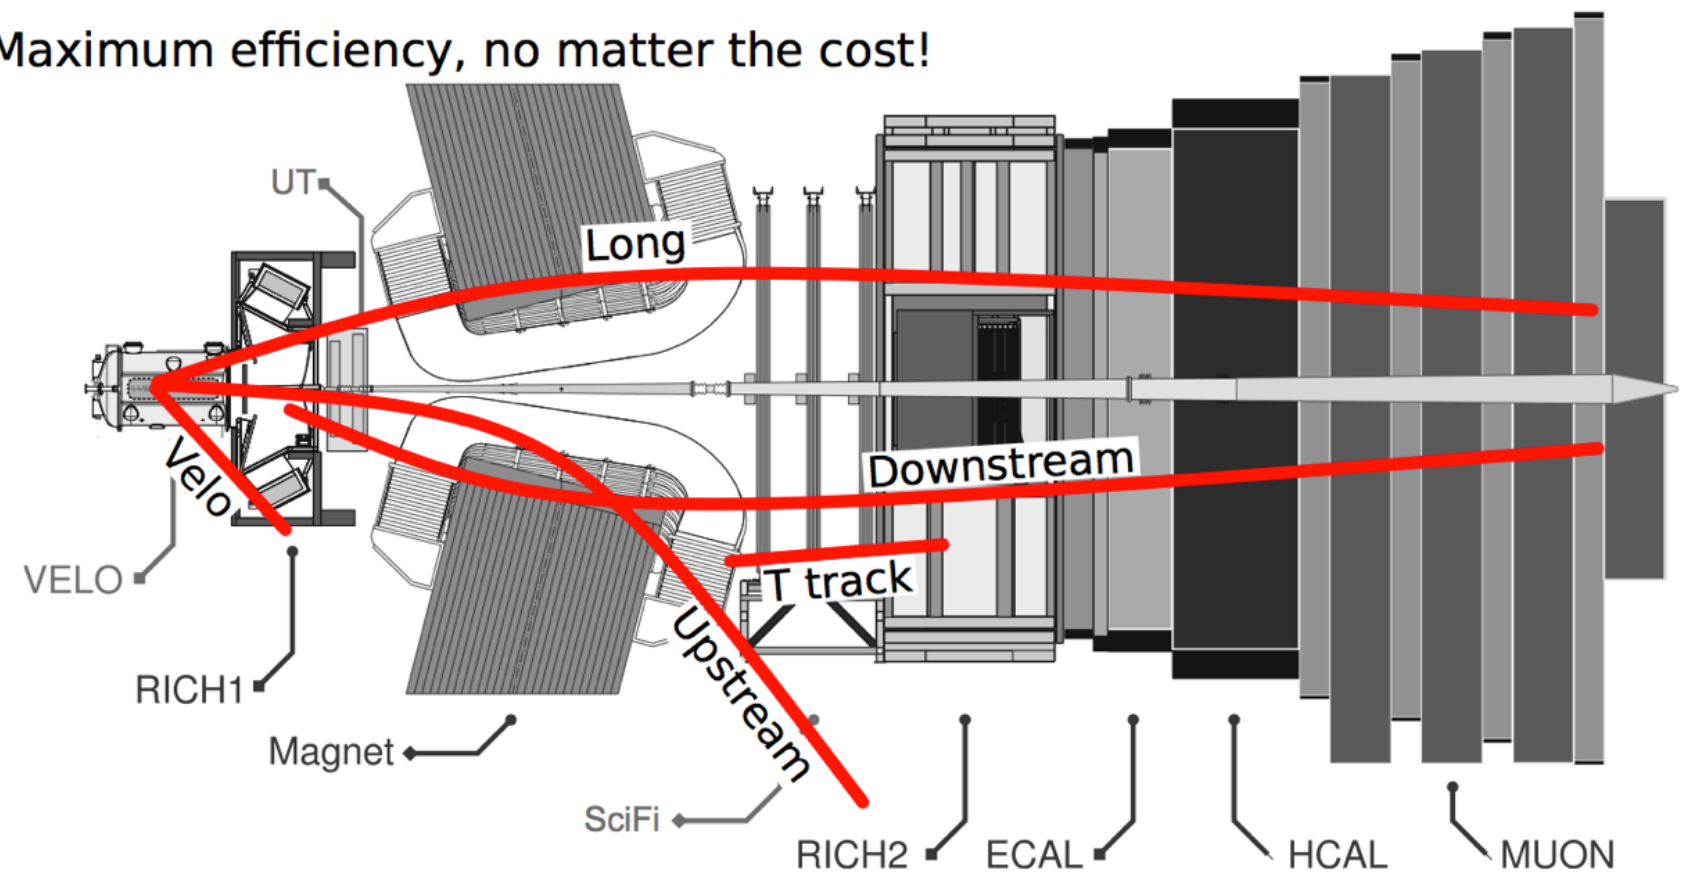 Maximum efficiency, no matter the cost!
UT
Long
Velo
Downstream
VELO
T track
Upstream
RICH1
Magnet
SciFi
RICH2
ECAL
HCAL
MUON